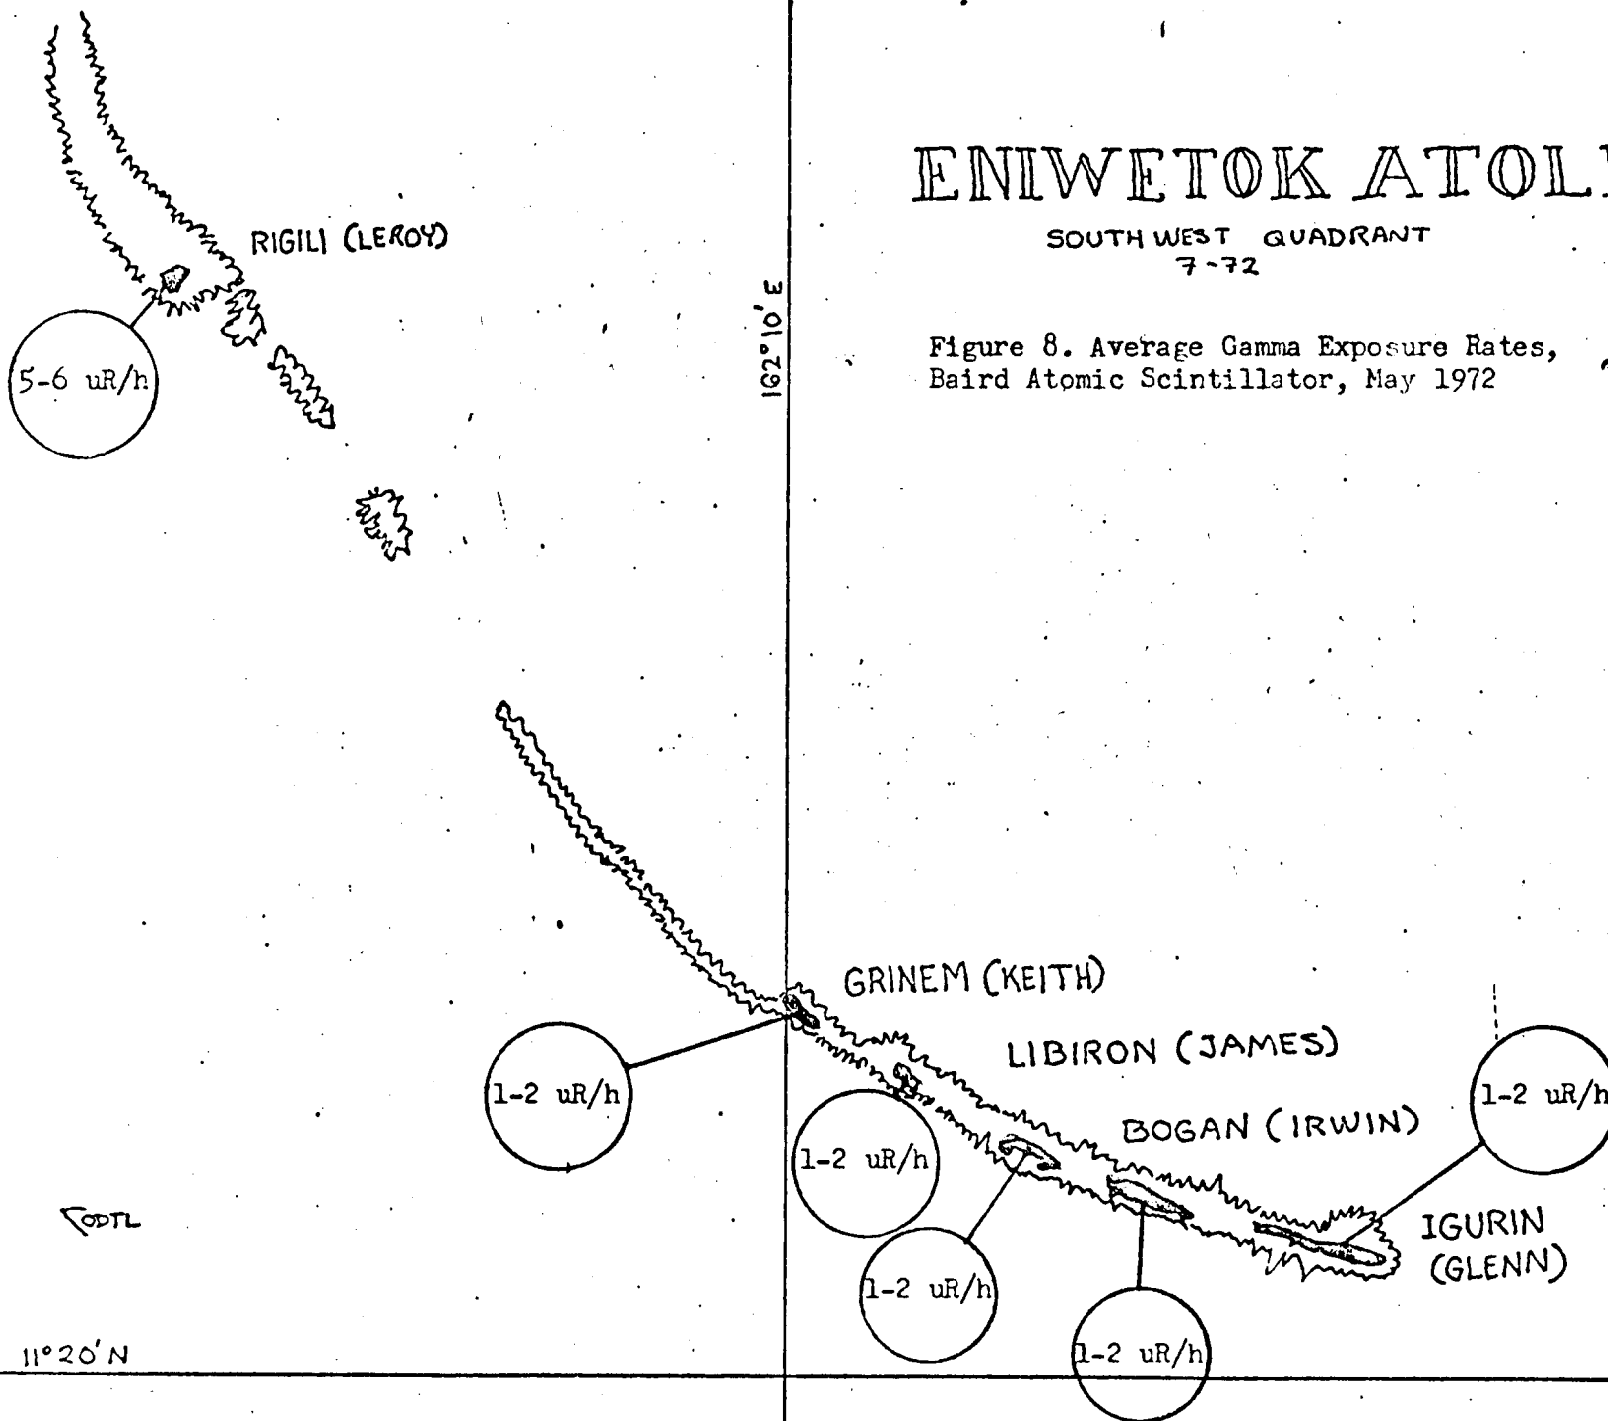 ENIWETOK ATOL
SOUTHWEST QUADRANT
7-72
Figure 8. Average Gamma Exposure Rates,
Baird Atomic Scintillator, May 1972
RIGILI (LEROY)
5-6 uR/h
162°10' E
GRINEM (KEITH)
1-2 uR/h
LIBIRON (JAMES)
1-2 uR/h
BOGAN (IRWIN)
1-2 uR/h
1-2 uR/h
1-2 uR/h
IGURIN
(GLENN)
11°20' N